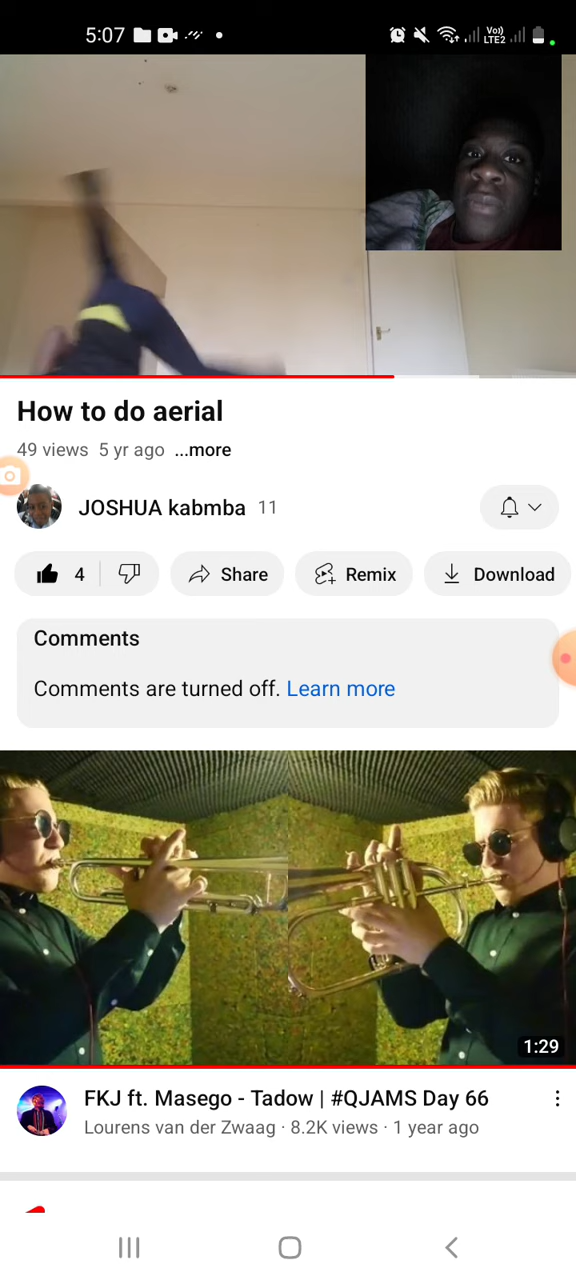 5:07
Vo))
LTE2
How to do aerial
49 views 5 yr ago ...more
JOSHUA kabmba 11
4 Share Remix Download
Comments
Comments are turned off. Learn more
1:29
FKJ ft. Masego - Tadow | #QJAMS Day 66
Lourens van der Zwaag · 8.2K views · 1 year ago